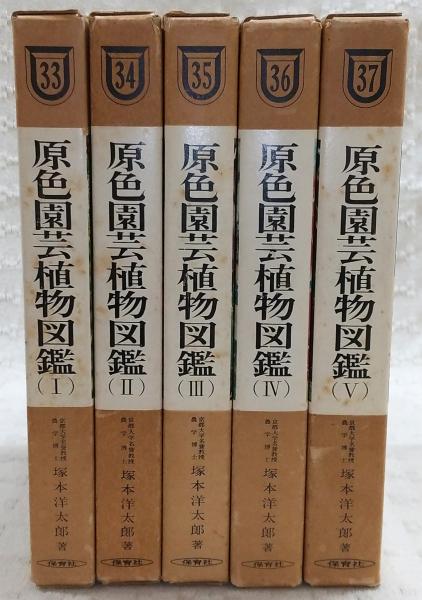 33
原色園芸植物図鑑(I)
京都大学名誉教授
農学博士
塚本洋太郎著
保育社
34
原色園芸植物図鑑(II)
京都大学名誉教授
農学博士
塚本洋太郎著
保育社
35
原色園芸植物図鑑(III)
京都大学名誉教授
農学博士
塚本洋太郎著
保育社
36
原色園芸植物図鑑(IV)
京都大学名誉教授
農学博士
塚本洋太郎著
保育社
37
原色園芸植物図鑑(V)
京都大学名誉教授
農学博士
塚本洋太郎著
保育社